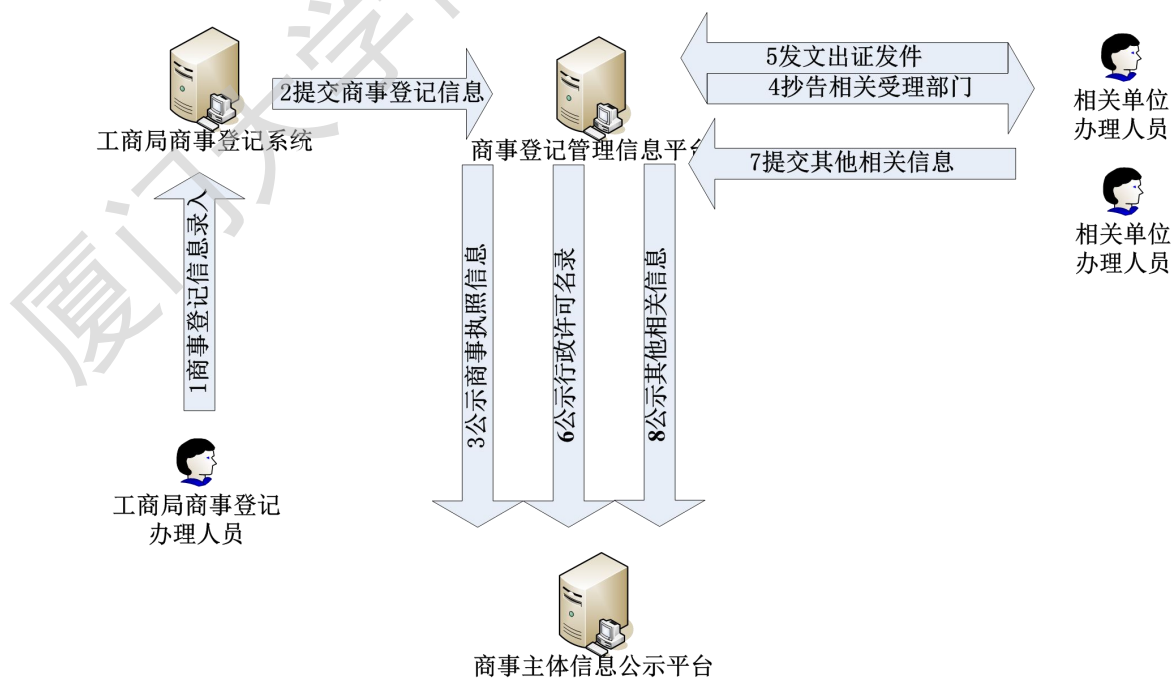 厦门大学
5发文出证发件
2提交商事登记信息
4抄告相关受理部门
相关单位
办理人员
工商局商事登记系统
商事登记管理信息平台
7提交其他相关信息
相关单位
办理人员
1商事登记信息录入
3公示商事执照信息
6公示行政许可名录
8公示其他相关信息
工商局商事登记
办理人员
商事主体信息公示平台